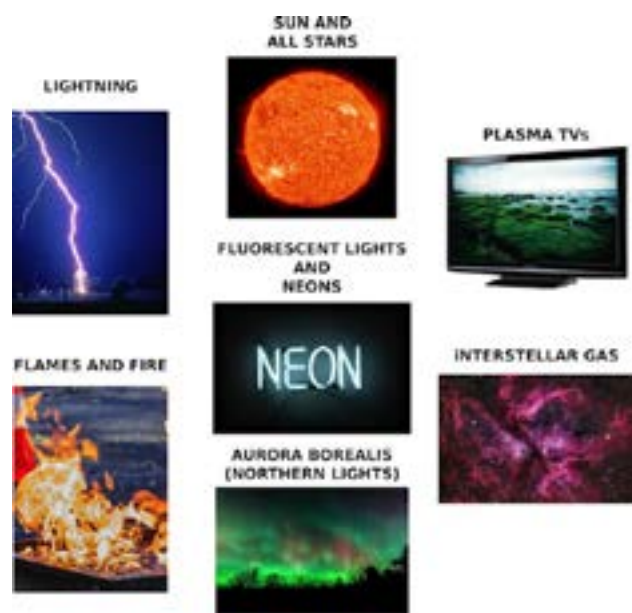 SUN AND
ALL STARS
LIGHTNING
PLASMA TVs
FLUORESCENT LIGHTS
AND
NEONS
NEON
FLAMES AND FIRE
INTERSTELLAR GAS
AURORA BOREALIS
(NORTHERN LIGHTS)